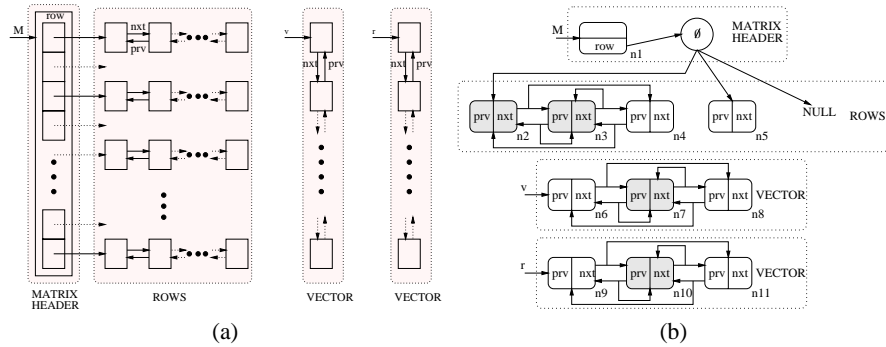 row
M
nxt
prv
v
nxt prv
r
nxt prv
MATRIX
HEADER
ROWS
VECTOR
VECTOR
(a)
M
row
n1
ø
MATRIX
HEADER
NULL
ROWS
prv nxt
n2
prv nxt
n3
prv nxt
n4
prv nxt
n5
v
prv nxt
n6
prv nxt
n7
prv nxt
n8
VECTOR
r
prv nxt
n9
prv nxt
n10
prv nxt
n11
VECTOR
(b)